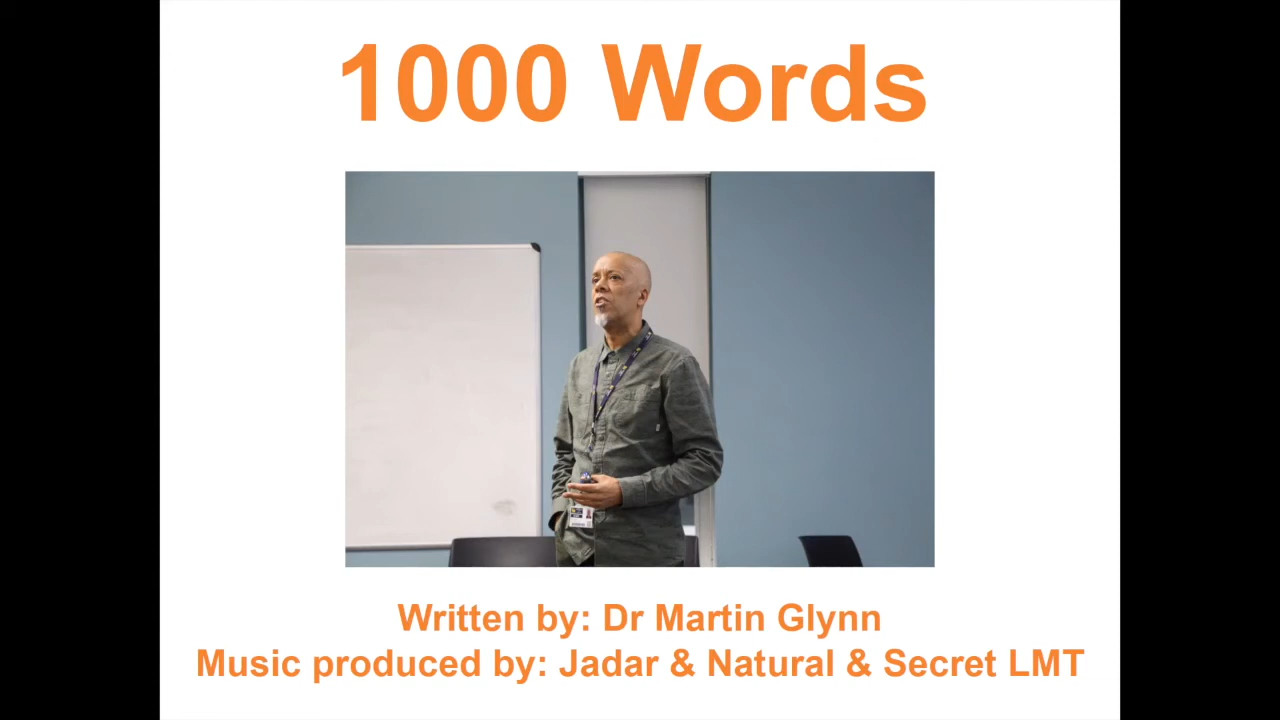 1000 Words
Written by: Dr Martin Glynn
Music produced by: Jadar & Natural & Secret LMT